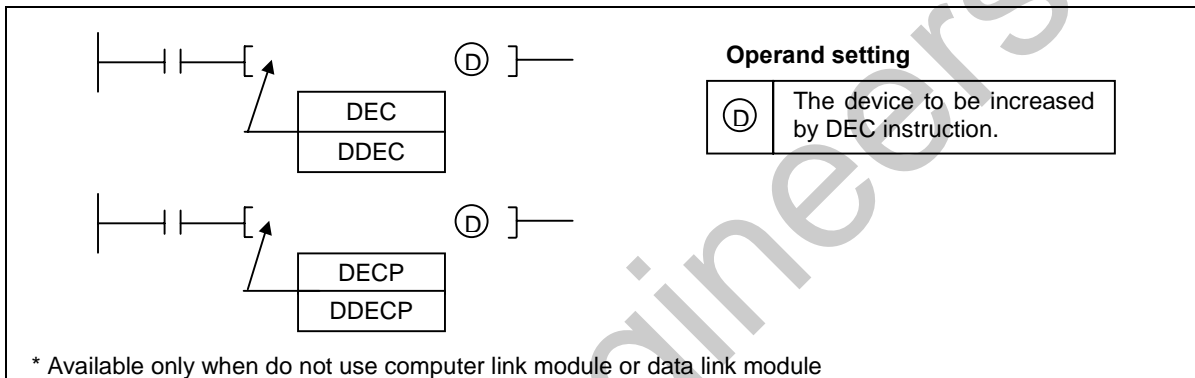 D
DEC
DDEC
Operand setting
D
The device to be increased
by DEC instruction.
D
DECP
DDECP
* Available only when do not use computer link module or data link module